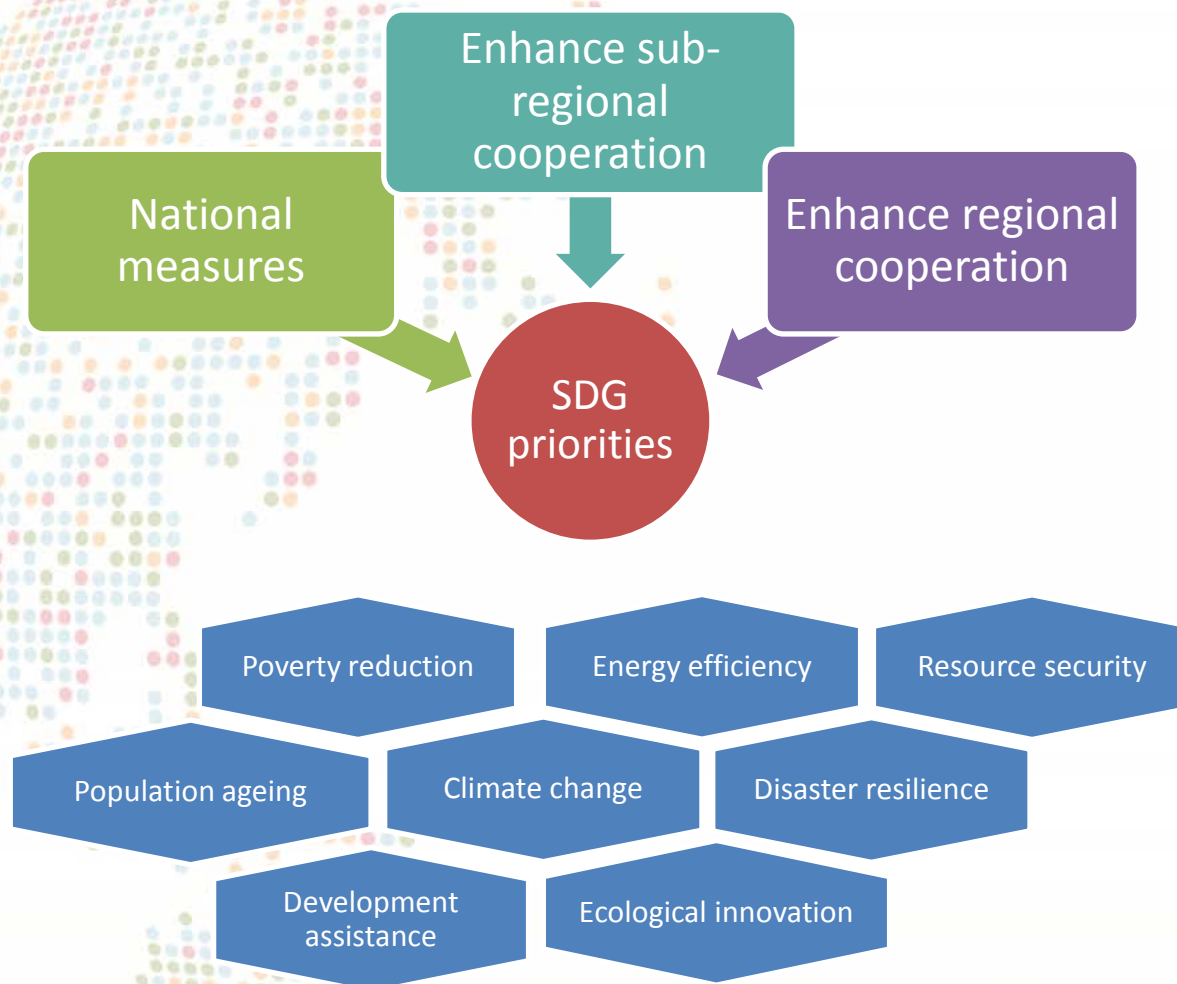 Enhance sub-
regional
cooperation
National
measures
Enhance regional
cooperation
SDG
priorities
Poverty reduction
Energy efficiency
Resource security
Population ageing
Climate change
Disaster resilience
Development
assistance
Ecological innovation